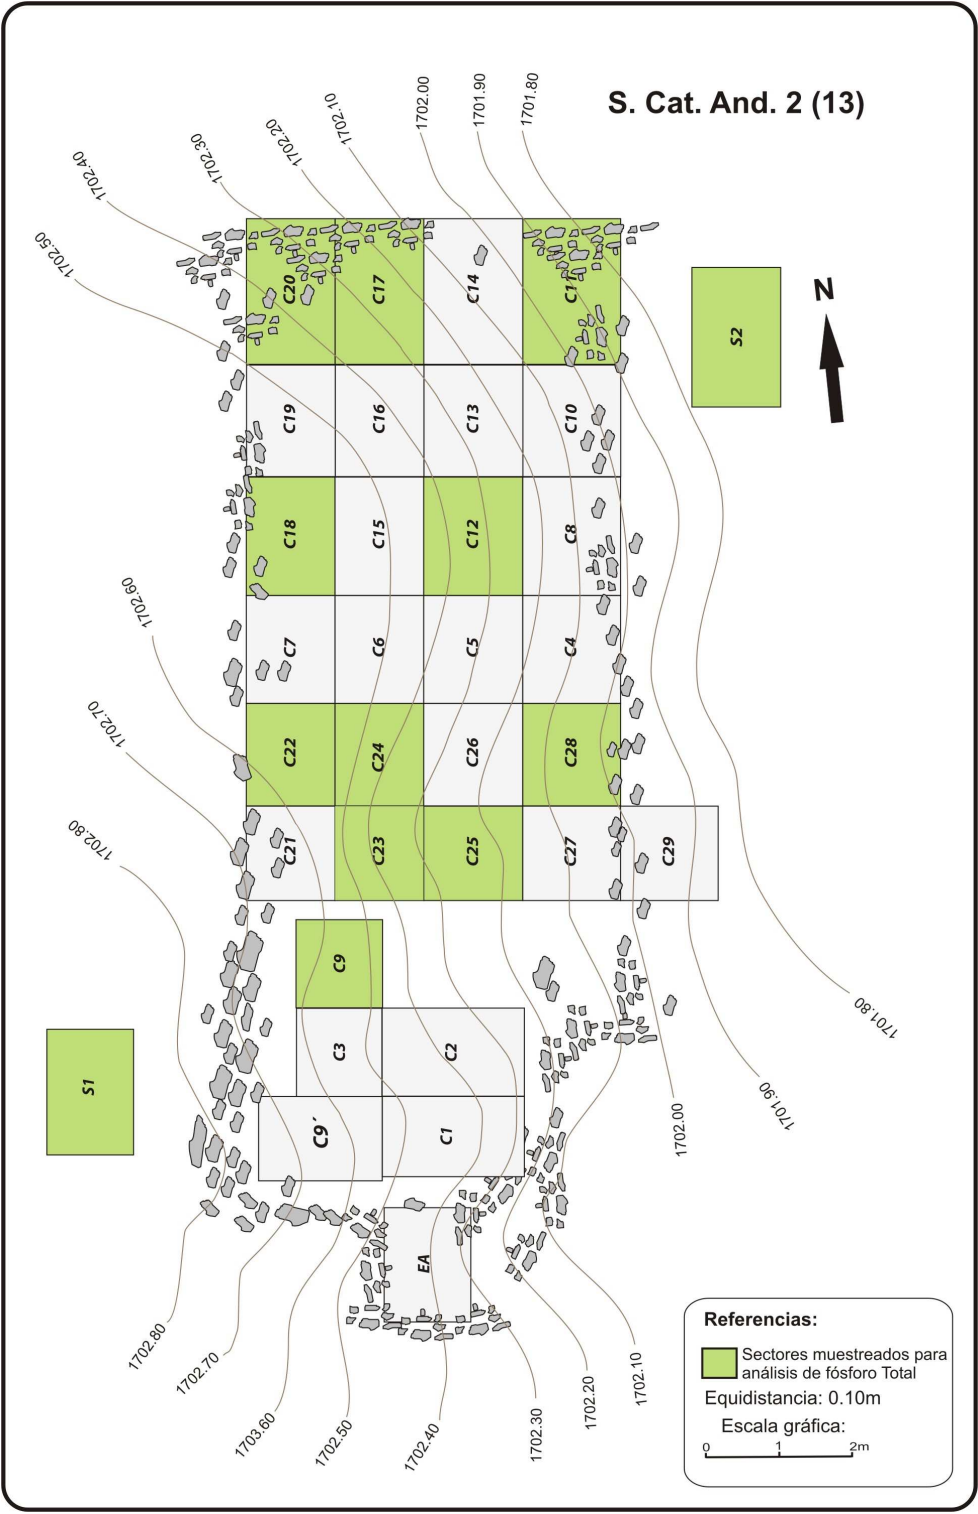 S. Cat. And. 2 (13)
1702.50
1702.40
1702.30
1702.20
1702.10
1702.00
1701.90
1701.80
C20
C17
C14
C11
S2
N
C19
C16
C13
C10
C18
C15
C12
C8
1702.60
C7
C6
C5
C4
1702.70
C22
C24
C26
C28
1702.80
C21
C23
C25
C27
C29
C9
1701.80
S1
C3
C2
1701.90
1702.00
C9´
C1
EA
1702.80
1702.70
1703.60
1702.50
1702.40
1702.30
1702.20
1702.10
Referencias:
Sectores muestreados para
análisis de fósforo Total
Equidistancia: 0.10m
Escala gráfica:
0 1 2m